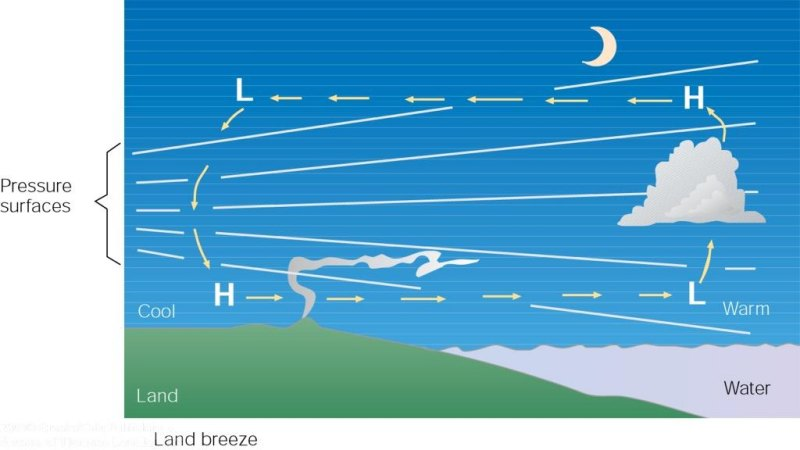 L
H
Pressure
surfaces
H
L
Cool
Warm
Land
Water
Land breeze